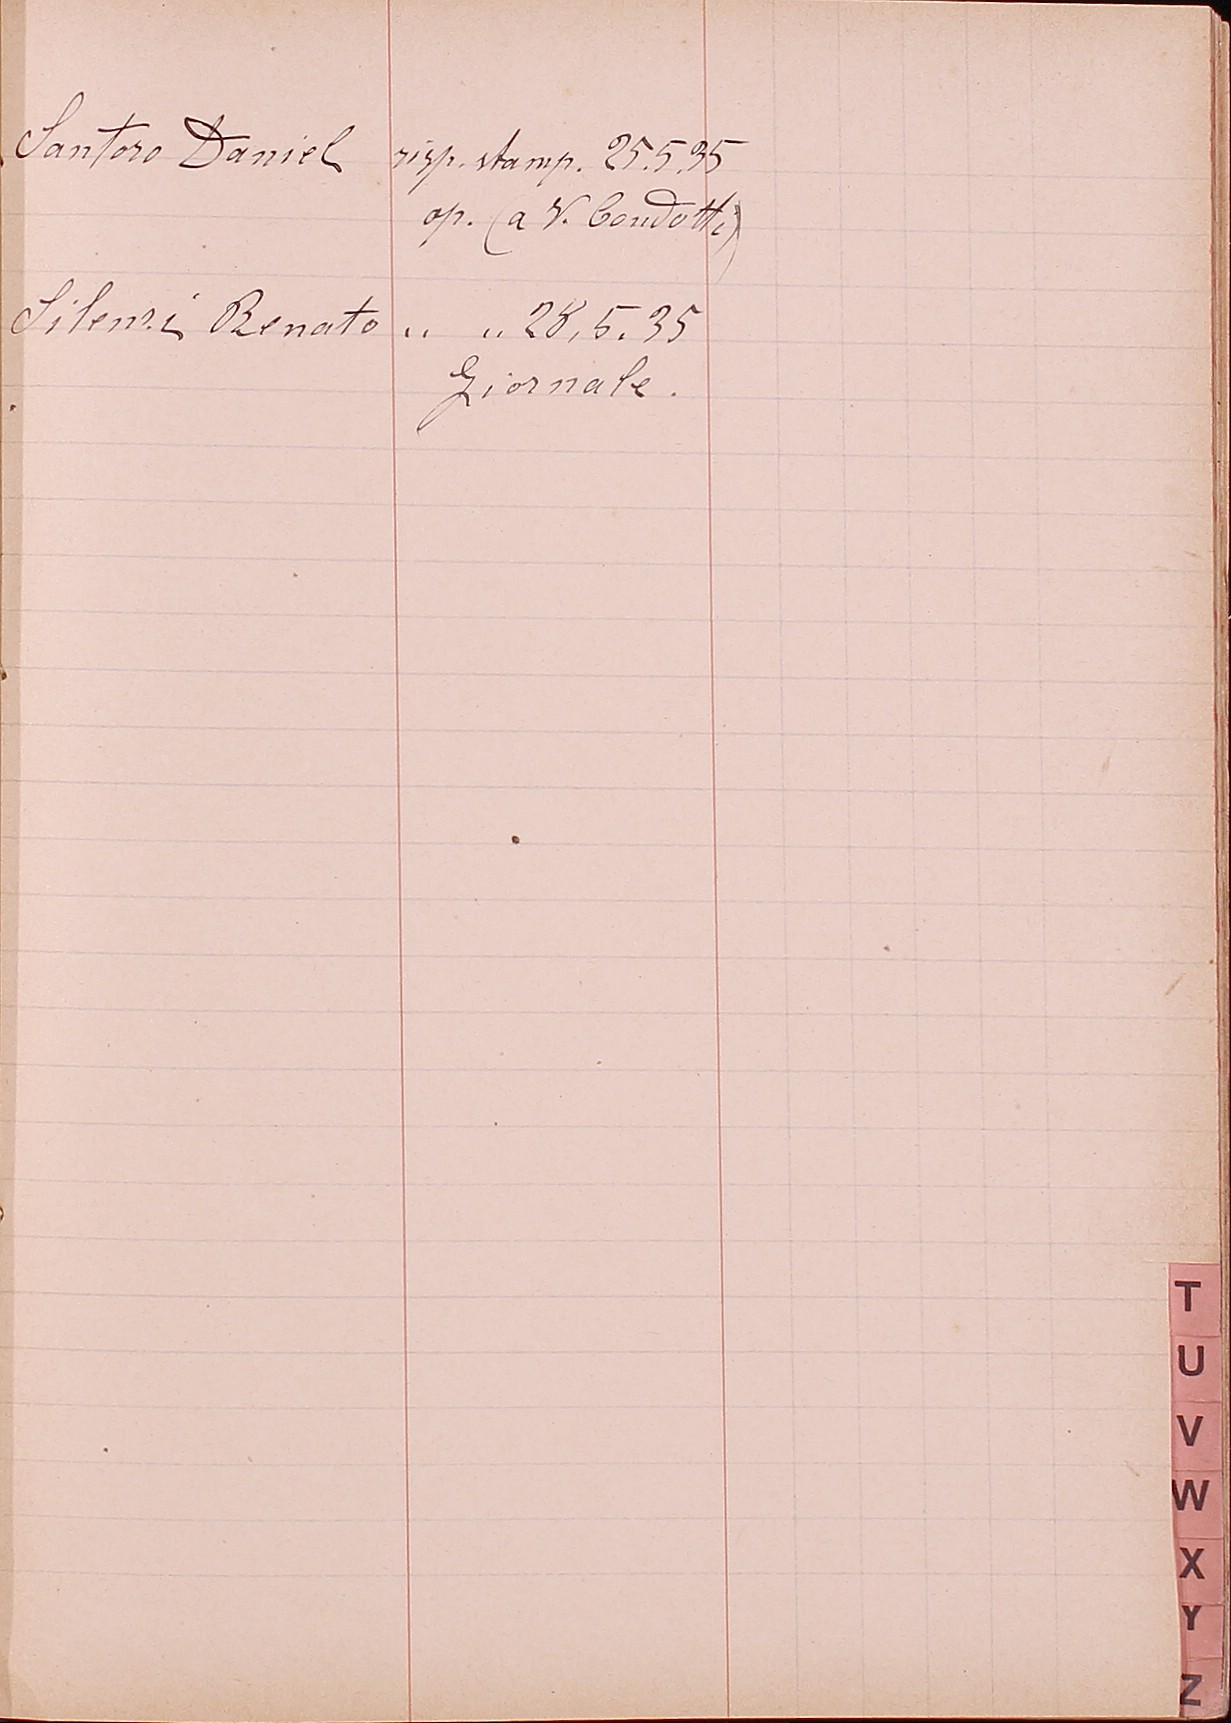 Santoro Daniel risp. stamp. 25.5.35
op. (a V. Condotti)
Silenzi Renato „ „ 28.5.35
Giornale.
T
U
V
W
X
Y
Z